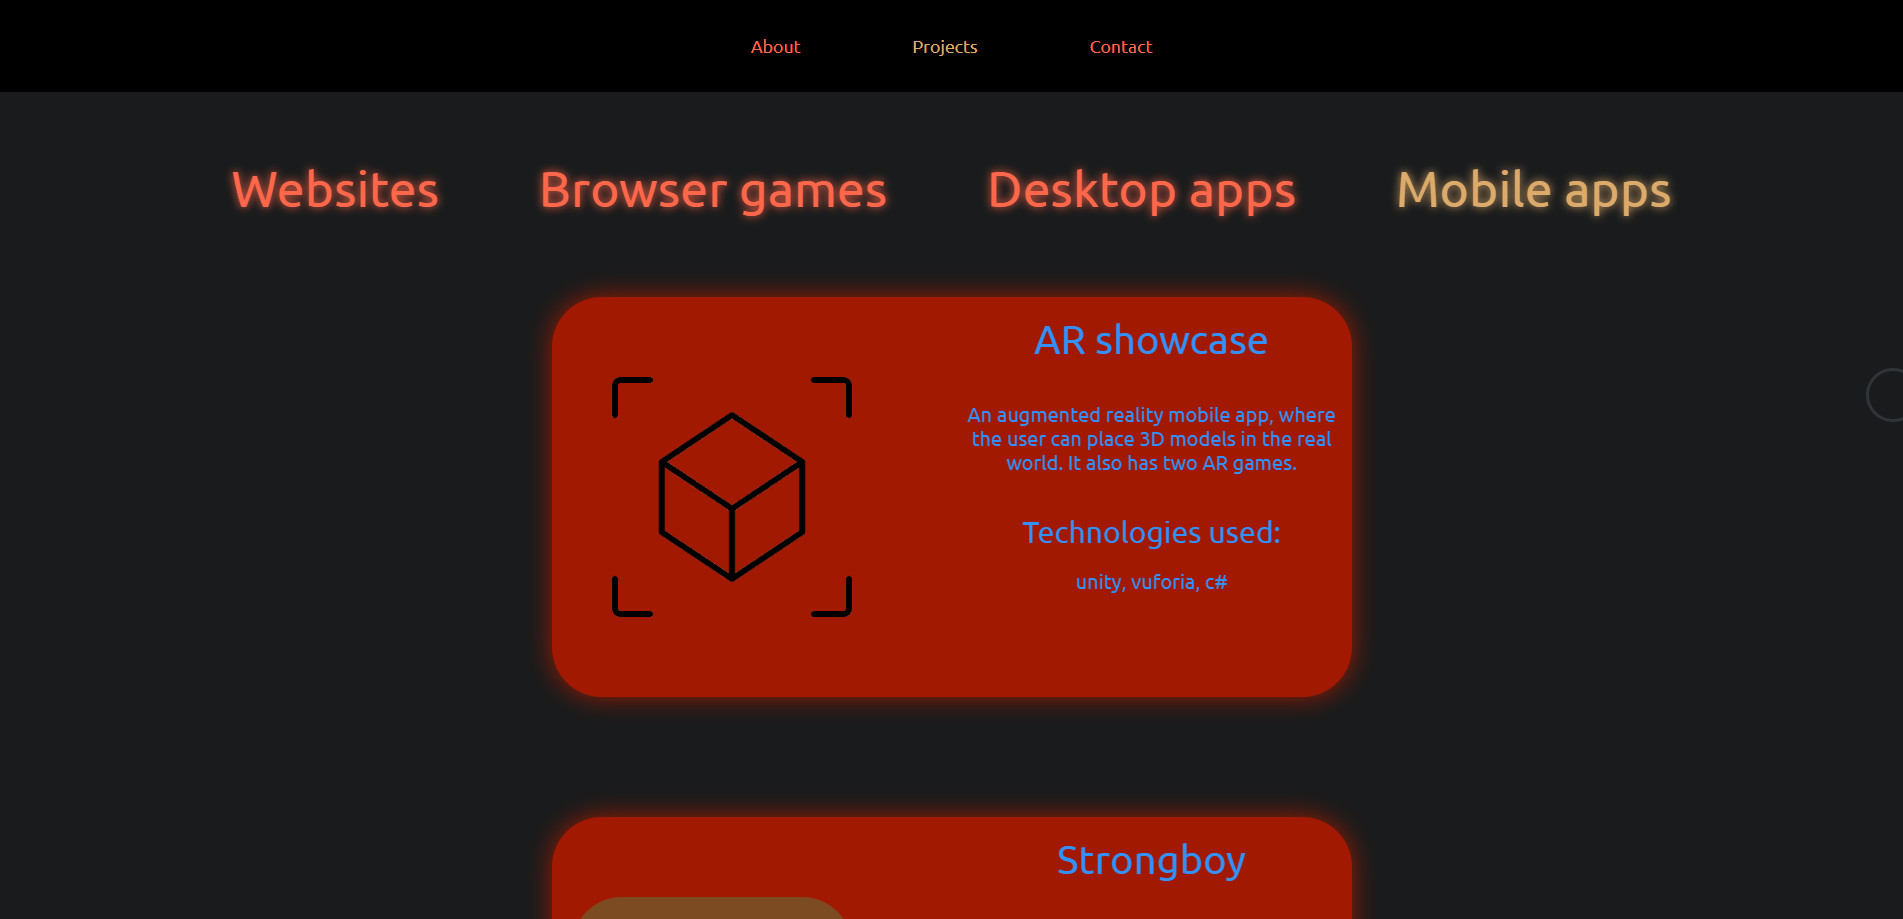 About
Projects
Contact
Websites
Browser games
Desktop apps
Mobile apps
AR showcase
An augmented reality mobile app, where
the user can place 3D models in the real
world. It also has two AR games.
Technologies used:
unity, vuforia, c#
Strongboy